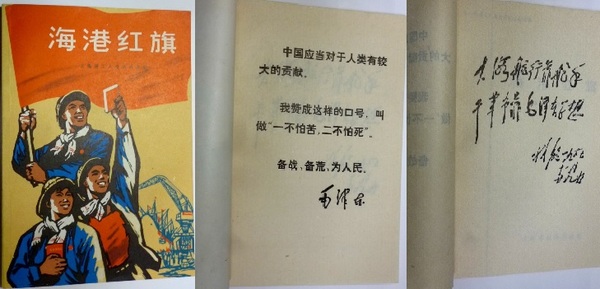 海港红旗
中国应当对于人类有较
大的贡献。
我赞成这样的口号,叫
做“一不怕苦,二不怕死”。
备战、备荒、为人民。
毛泽东
大海航行靠舵手
干革命靠毛泽东思想
林彪